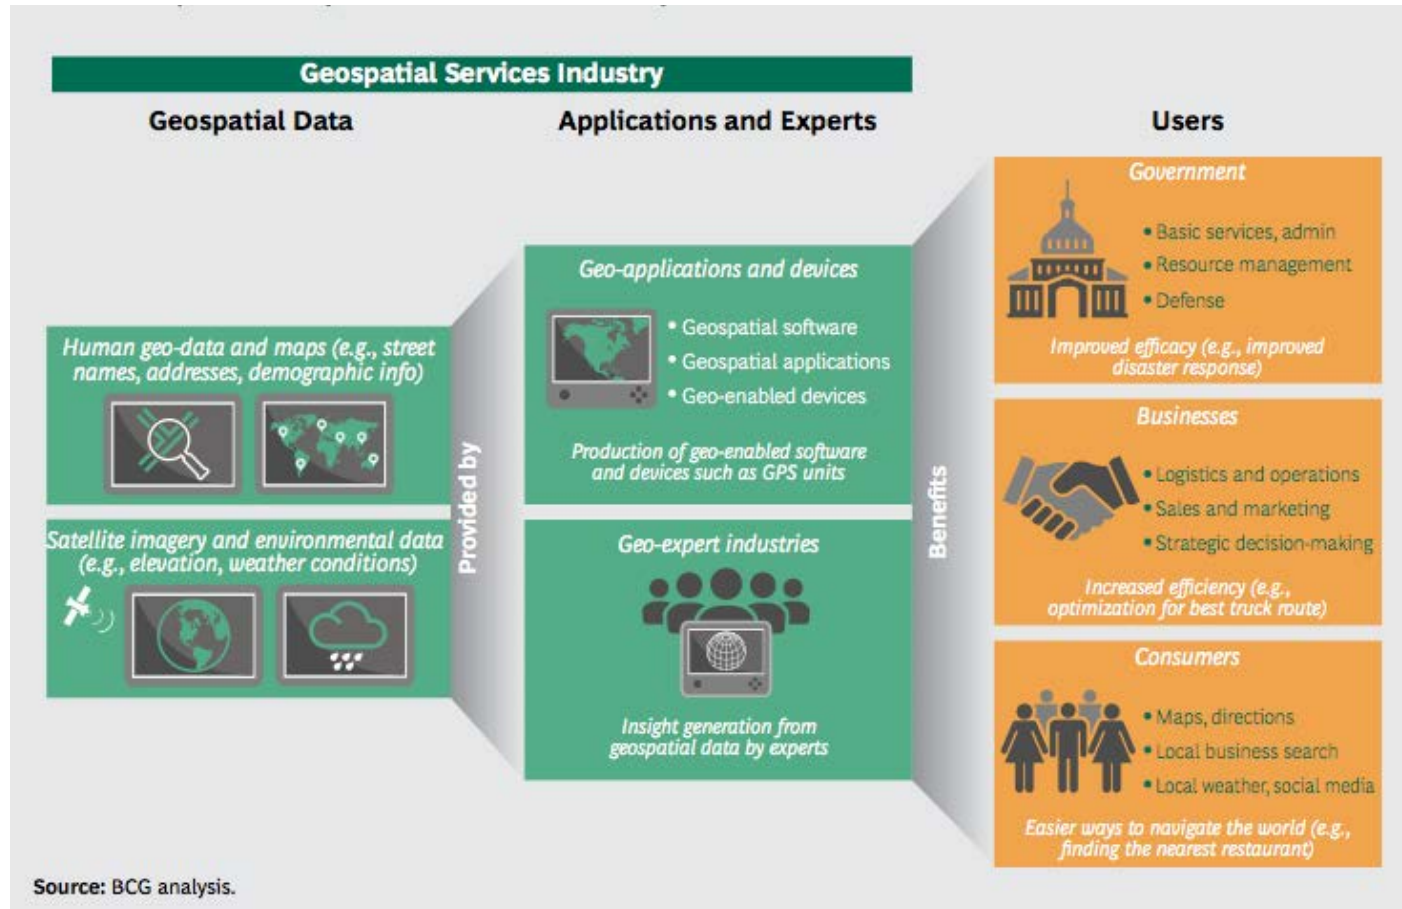 Geospatial Services Industry
Geospatial Data
Applications and Experts
Users
Human geo-data and maps (e.g., street
names, addresses, demographic info)
Satellite imagery and environmental data
(e.g., elevation, weather conditions)
Provided by
Geo-applications and devices
• Geospatial software
• Geospatial applications
• Geo-enabled devices
Production of geo-enabled software
and devices such as GPS units
Geo-expert industries
Insight generation from
geospatial data by experts
Benefits
Government
• Basic services, admin
• Resource management
• Defense
Improved efficacy (e.g., improved
disaster response)
Businesses
• Logistics and operations
• Sales and marketing
• Strategic decision-making
Increased efficiency (e.g.,
optimization for best truck route)
Consumers
• Maps, directions
• Local business search
• Local weather, social media
Easier ways to navigate the world (e.g.,
finding the nearest restaurant)
Source: BCG analysis.